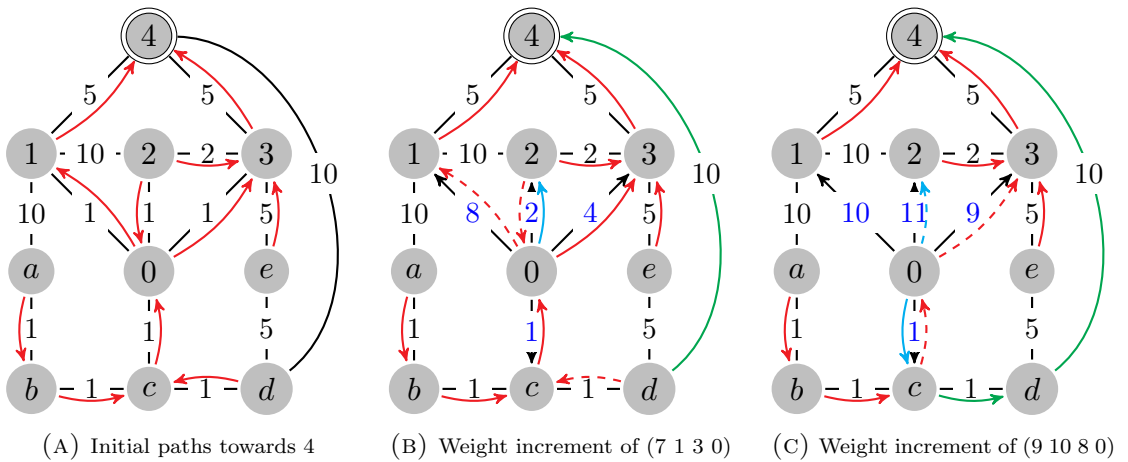 4 4 4
5 5 5 5 5 5
1 10 2 2 3 10 1 10 2 2 3 10 1 10 2 2 3 10
10 1 1 1 5 10 8 2 4 5 10 10 11 9 5
a 0 e a 0 e a 0 e
1 1 5 1 1 5 1 1 5
b 1 c 1 d b 1 c 1 d b 1 c 1 d
(A) Initial paths towards 4 (B) Weight increment of (7 1 3 0) (C) Weight increment of (9 10 8 0)